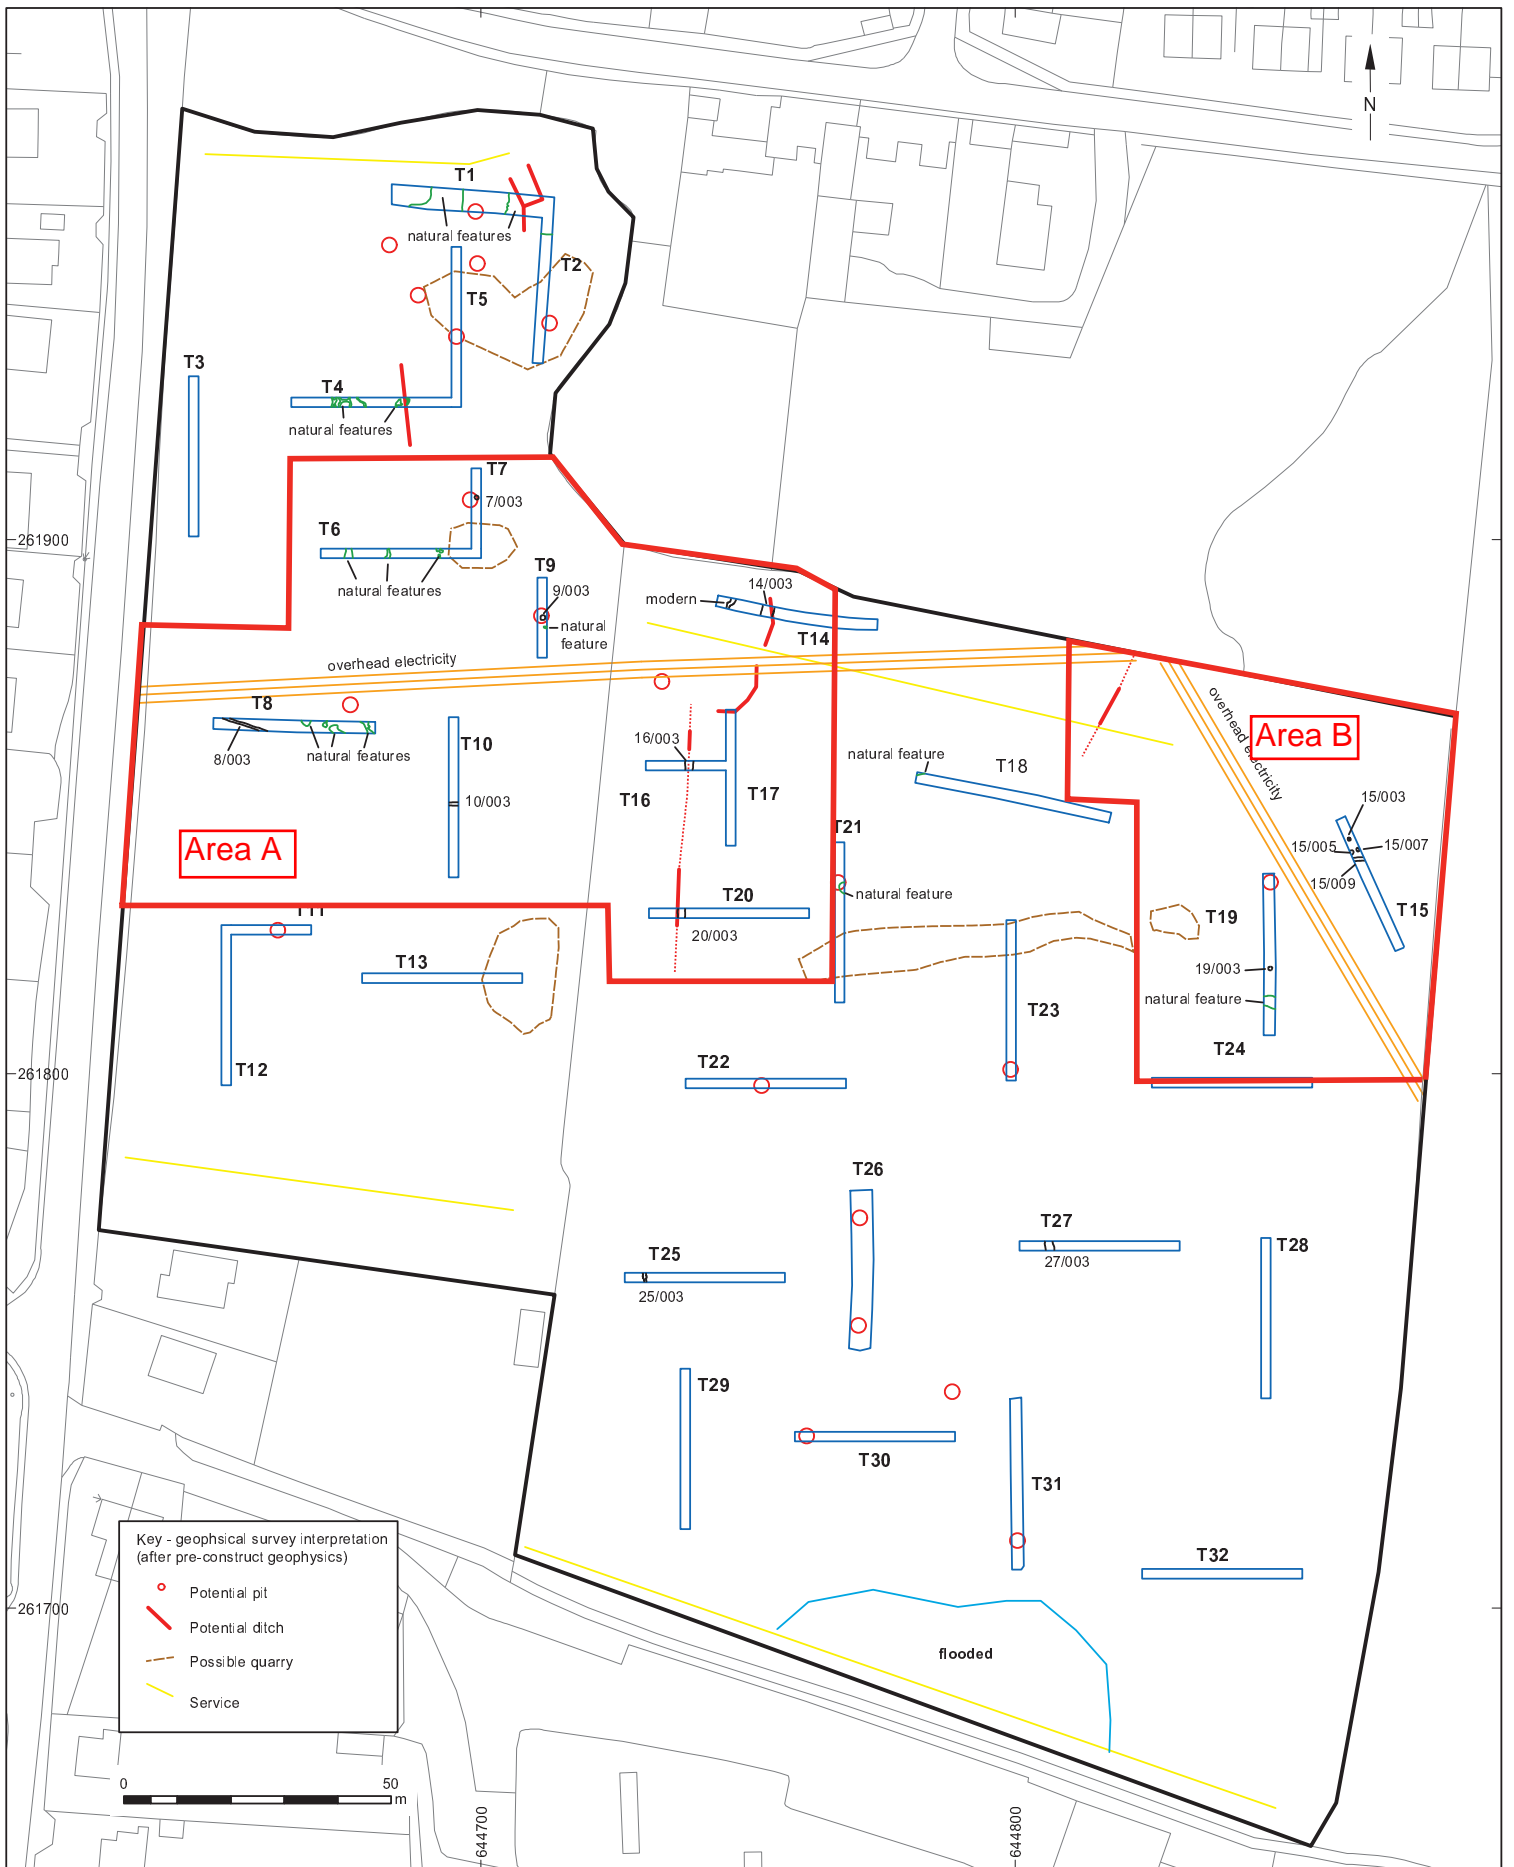 N
T1
natural features
T2
T5
T3
T4
natural features
T7
7/003
T6
261900
natural features
T9
9/003
natural
feature
14/003
modern
T14
overhead electricity
T8
8/003
natural features
T10
10/003
16/003
T16
T17
natural feature
T18
overhead electricity
Area B
15/003
15/005
15/007
15/009
T15
Area A
T21
natural feature
T20
20/003
T19
19/003
natural feature
T11
T13
T23
T24
T12
261800
T22
T26
T27
27/003
T28
T25
25/003
T29
T30
T31
T32
Key - geophsical survey interpretation
(after pre-construct geophysics)
Potential pit
Potential ditch
Possible quarry
Service
261700
flooded
0
50
m
644700
644800